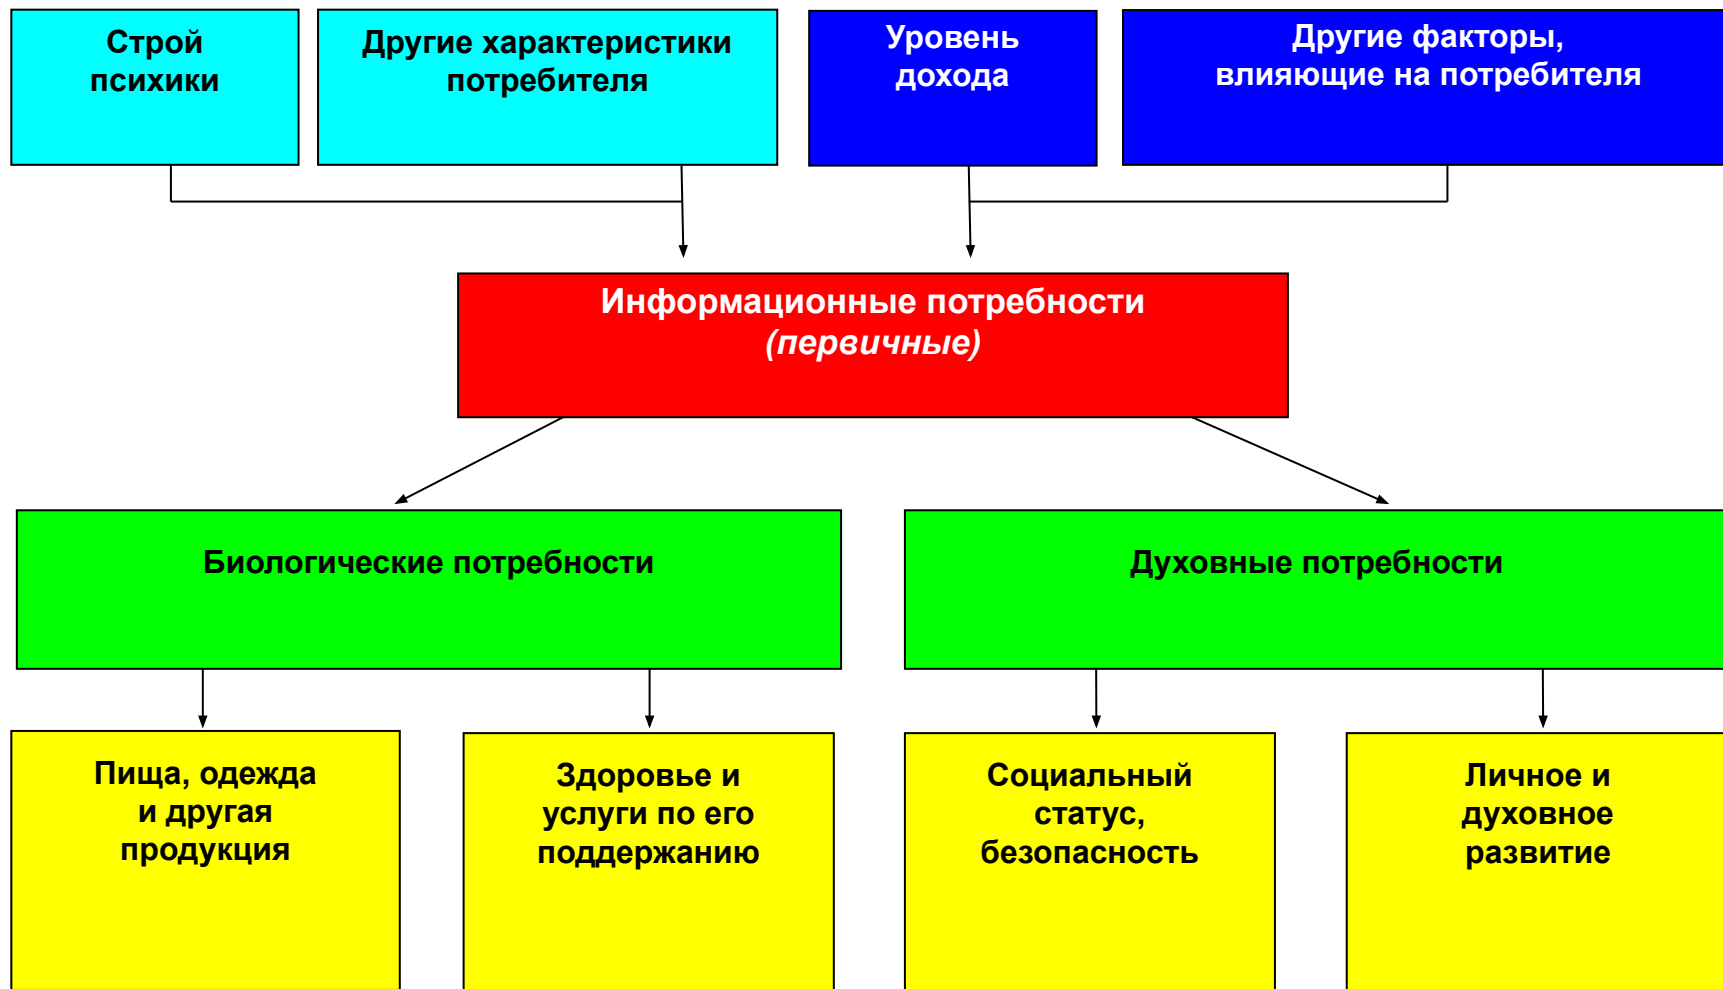 Строй
психики
Другие характеристики
потребителя
Уровень
дохода
Другие факторы,
влияющие на потребителя
Информационные потребности
(первичные)
Биологические потребности
Духовные потребности
Пища, одежда
и другая
продукция
Здоровье и
услуги по его
поддержанию
Социальный
статус,
безопасность
Личное и
духовное
развитие